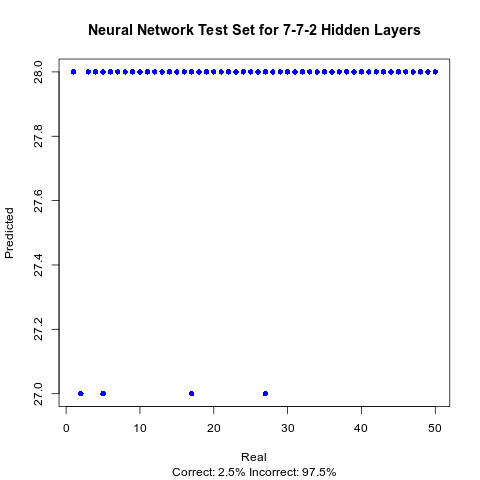 Neural Network Test Set for 7-7-2 Hidden Layers
Predicted
28.0
27.8
27.6
27.4
27.2
27.0
0 10 20 30 40 50
Real
Correct: 2.5% Incorrect: 97.5%